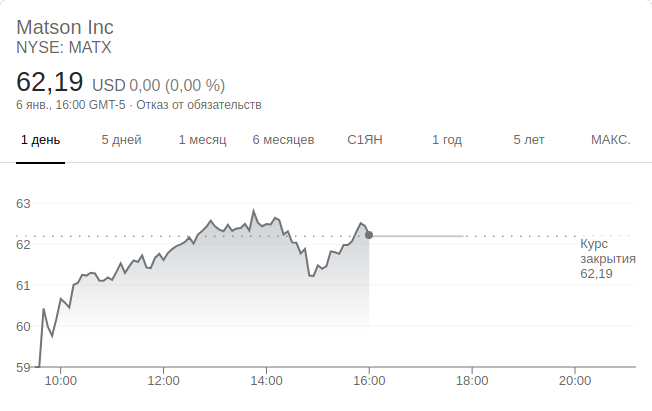 Matson Inc
NYSE: MATX
62,19 USD 0,00 (0,00 %)
6 янв., 16:00 GMT-5 · Отказ от обязательств
1 день 5 дней 1 месяц 6 месяцев С1ЯН 1 год 5 лет МАКС.
63
62
61
60
59
Курс
закрытия
62,19
10:00 12:00 14:00 16:00 18:00 20:00